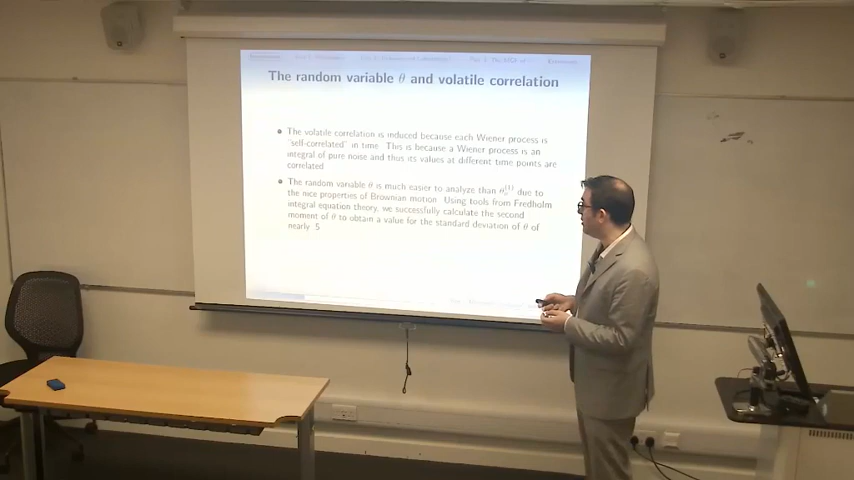 The random variable θ and volatile correlation
The volatile correlation is induced because each Wiener process is
"self-correlated" in time. This is because a Wiener process is an
integral of pure noise and thus its values at different time points are
correlated
The random variable θ is much easier to analyze than θ due to
the nice properties of Brownian motion. Using tools from Fredholm
integral equation theory, we successfully calculate the second
moment of θ to obtain a value for the standard deviation of θ of
nearly .5